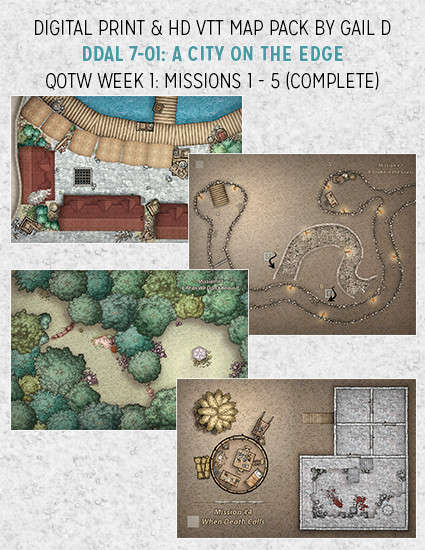 DIGITAL PRINT & HD VTT MAP PACK BY GAIL D
DDAL 7-01: A CITY ON THE EDGE
QOTW WEEK 1: MISSIONS 1 - 5 (COMPLETE)
Mission #4
When Death Calls